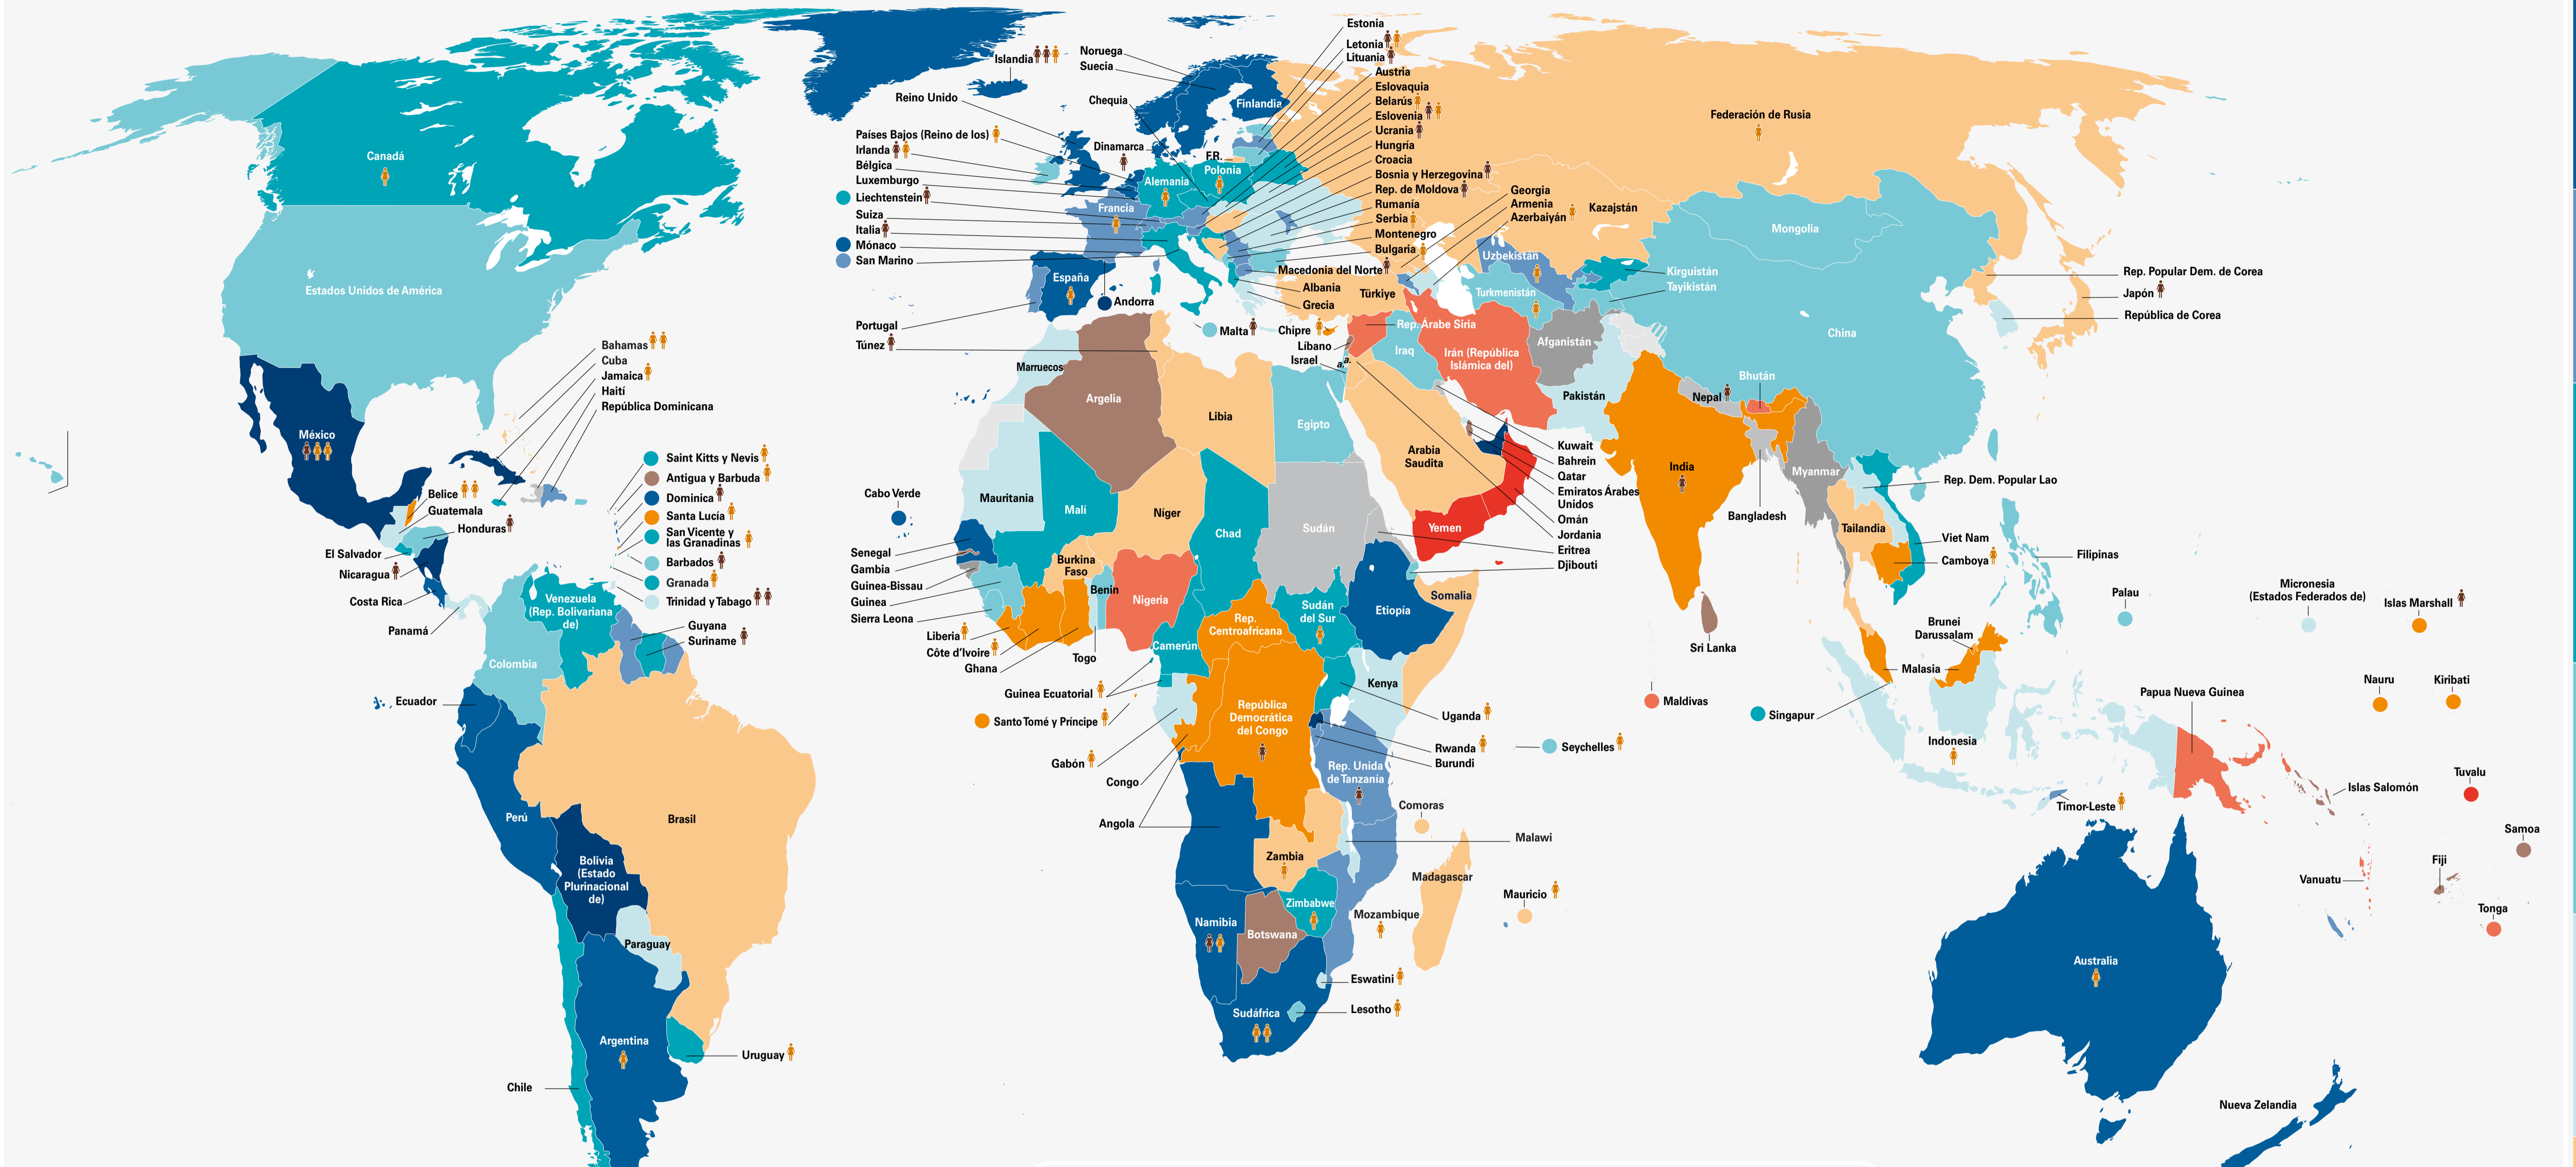 Canadá
Estados Unidos de América
México
Bahamas
Cuba
Jamaica
Haití
República Dominicana
Saint Kitts y Nevis
Antigua y Barbuda
Dominica
Santa Lucía
San Vicente y
las Granadinas
Barbados
Granada
Trinidad y Tabago
Belice
Guatemala
Honduras
El Salvador
Nicaragua
Costa Rica
Panamá
Venezuela
(Rep. Bolivariana
de)
Guyana
Suriname
Colombia
Ecuador
Perú
Brasil
Bolivia
(Estado
Plurinacional
de)
Paraguay
Argentina
Uruguay
Chile
Islandia
Noruega
Suecia
Reino Unido
Chequia
Finlandia
Países Bajos (Reino de los)
Irlanda
Bélgica
Luxemburgo
Liechtenstein
Suiza
Italia
Mónaco
San Marino
Dinamarca
F.R.
Polonia
Alemania
Francia
España
Andorra
Portugal
Túnez
Estonia
Letonia
Lituania
Austria
Eslovaquia
Belarús
Eslovenia
Ucrania
Hungría
Croacia
Bosnia y Herzegovina
Rep. de Moldova
Rumanía
Serbia
Montenegro
Bulgaria
Macedonia del Norte
Albania
Grecia
Türkiye
Malta
Chipre
Líbano
Israel
a.
a.
Georgia
Armenia
Azerbaiyán
Kazajstán
Federación de Rusia
Uzbekistán
Turkmenistán
Kirguistán
Tayikistán
Mongolia
China
Rep. Popular Dem. de Corea
Japón
República de Corea
Rep. Árabe Siria
Iraq
Irán (República
Islámica del)
Afganistán
Pakistán
Nepal
Bhután
India
Bangladesh
Myanmar
Tailandia
Rep. Dem. Popular Lao
Viet Nam
Camboya
Filipinas
Sri Lanka
Maldivas
Malasia
Brunei
Darussalam
Singapur
Indonesia
Timor-Leste
Papua Nueva Guinea
Palau
Micronesia
(Estados Federados de)
Islas Marshall
Nauru
Kiribati
Tuvalu
Islas Salomón
Samoa
Fiji
Vanuatu
Tonga
Australia
Nueva Zelandia
Kuwait
Bahrein
Qatar
Emiratos Árabes
Unidos
Omán
Jordania
Eritrea
Djibouti
Arabia
Saudita
Yemen
Marruecos
Argelia
Libia
Egipto
Mauritania
Malí
Níger
Chad
Sudán
Cabo Verde
Senegal
Gambia
Guinea-Bissau
Guinea
Sierra Leona
Liberia
Côte d'Ivoire
Ghana
Togo
Burkina
Faso
Benin
Nigeria
Camerún
Rep.
Centroafricana
Sudán
del Sur
Etiopía
Somalia
Guinea Ecuatorial
Santo Tomé y Príncipe
Gabón
Congo
Angola
República
Democrática
del Congo
Kenya
Uganda
Rwanda
Burundi
Rep. Unida
de Tanzanía
Seychelles
Comoras
Malawi
Zambia
Madagascar
Mauricio
Zimbabwe
Mozambique
Namibia
Botswana
Eswatini
Lesotho
Sudáfrica